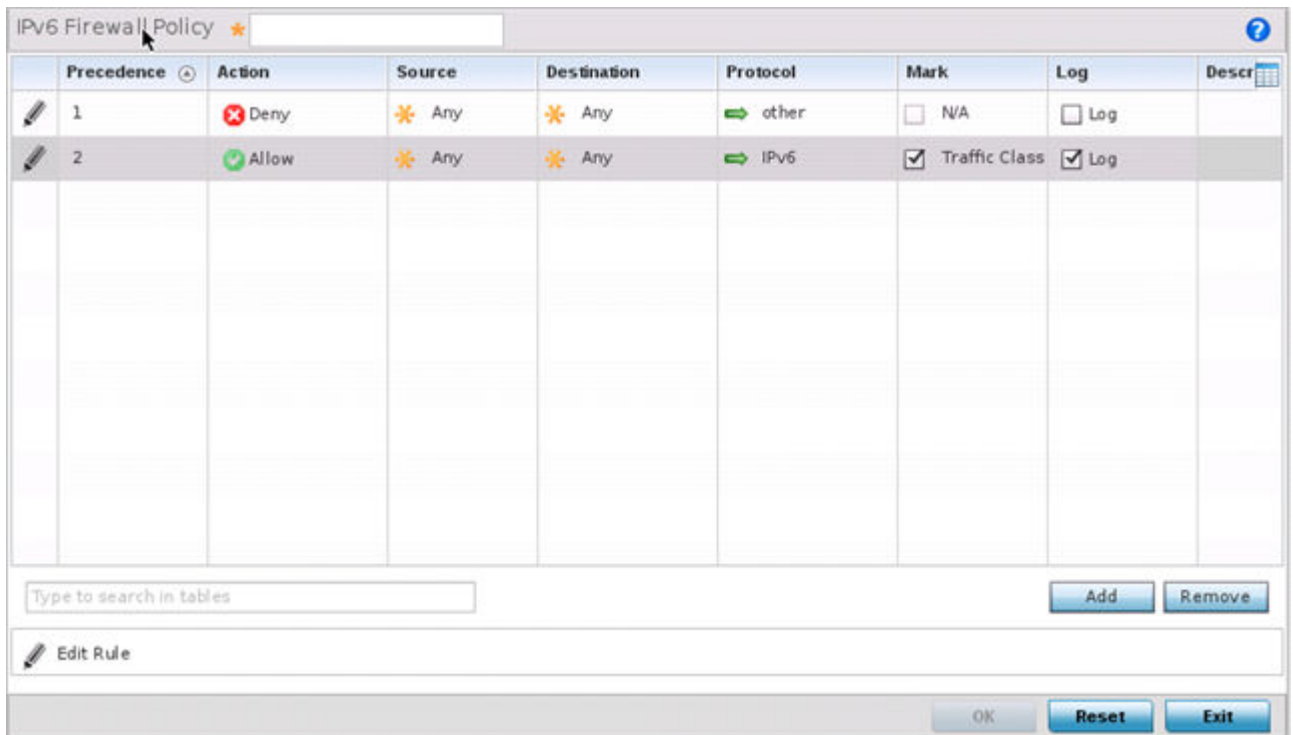 IPv6 Firewall Policy
Precedence Action Source Destination Protocol Mark Log Descr
1 Deny Any Any other N/A Log
2 Allow Any Any IPv6 Traffic Class Log
Type to search in tables
Add Remove
Edit Rule
OK Reset Exit